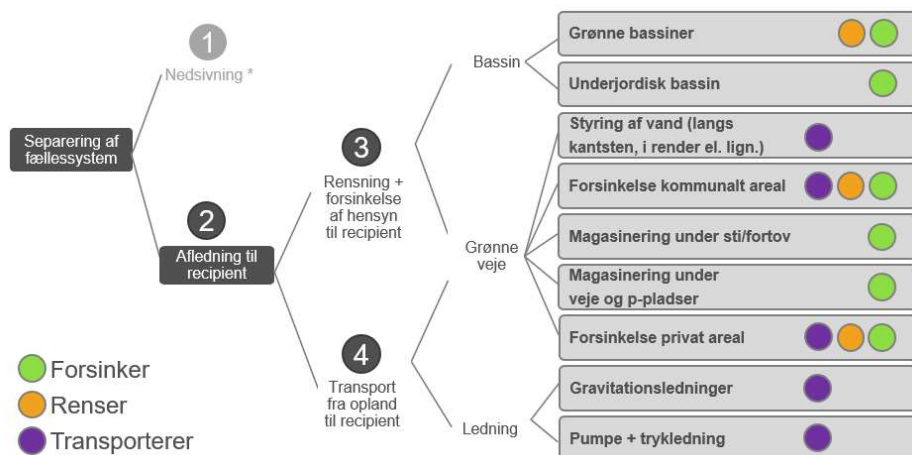 1
Nedsivning *
Separering af
fællessystem
2
Afledning til
recipient
3
Rensning +
forsinkelse
af hensyn
til recipient
4
Transport
fra opland
til recipient
Bassin
Grønne
veje
Ledning
Grønne bassiner
Underjordisk bassin
Styring af vand (langs
kantsten, i render el. lign.)
Forsinkelse kommunalt areal
Magasinering under sti/fortov
Magasinering under
veje og p-pladser
Forsinkelse privat areal
Gravitationsledninger
Pumpe + trykledning
Forsinker
Renser
Transporterer